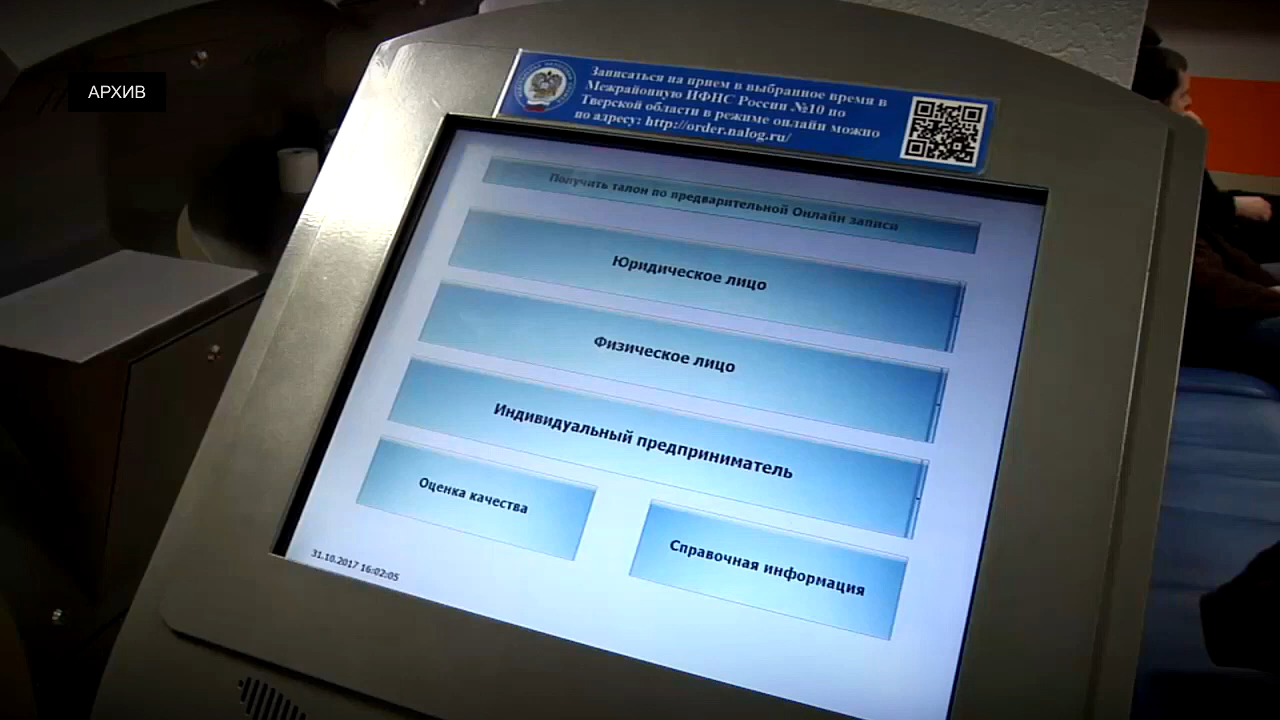 АРХИВ
Записаться на прием в выбранное время в
Межрайонную ИФНС России №10 по
Тверской области в режиме онлайн можно
по адресу: http://order.nalog.ru/
Получить талон по предварительной Онлайн записи
Юридическое лицо
Физическое лицо
Индивидуальный предприниматель
Оценка качества
Справочная информация
31.10.2017 16:02:05